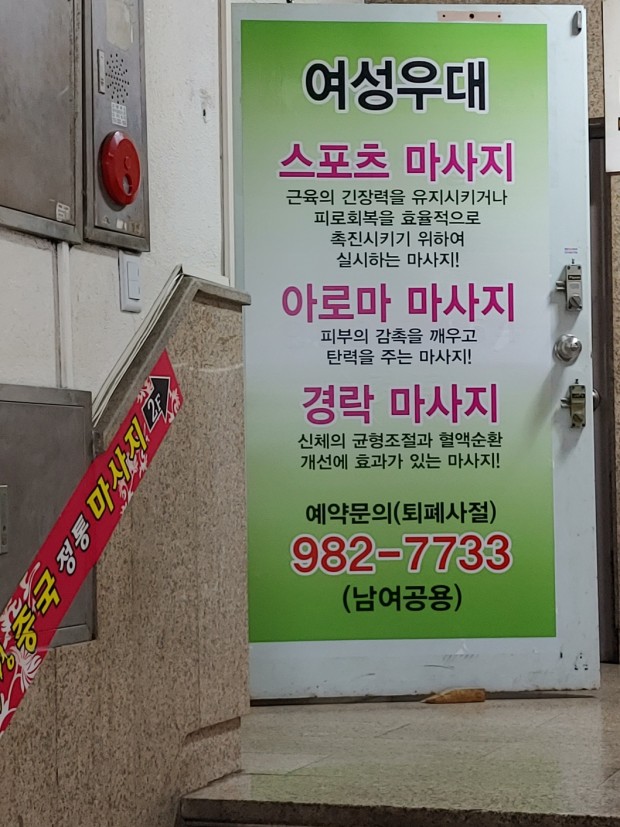 여성우대
스포츠 마사지
근육의 긴장력을 유지시키거나
피로회복을 효율적으로
촉진시키기 위하여
실시하는 마사지!
아로마 마사지
피부의 감촉을 깨우고
탄력을 주는 마사지!
경락 마사지
신체의 균형조절과 혈액순환
개선에 효과가 있는 마사지!
예약문의(퇴폐사절)
982-7733
(남여공용)
중국 정통 마사지 2F